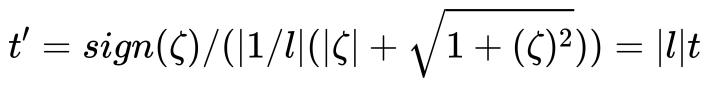 t′ = sign(ζ)/(|1/l|(|ζ| + √1 + (ζ)²)) = |l|t